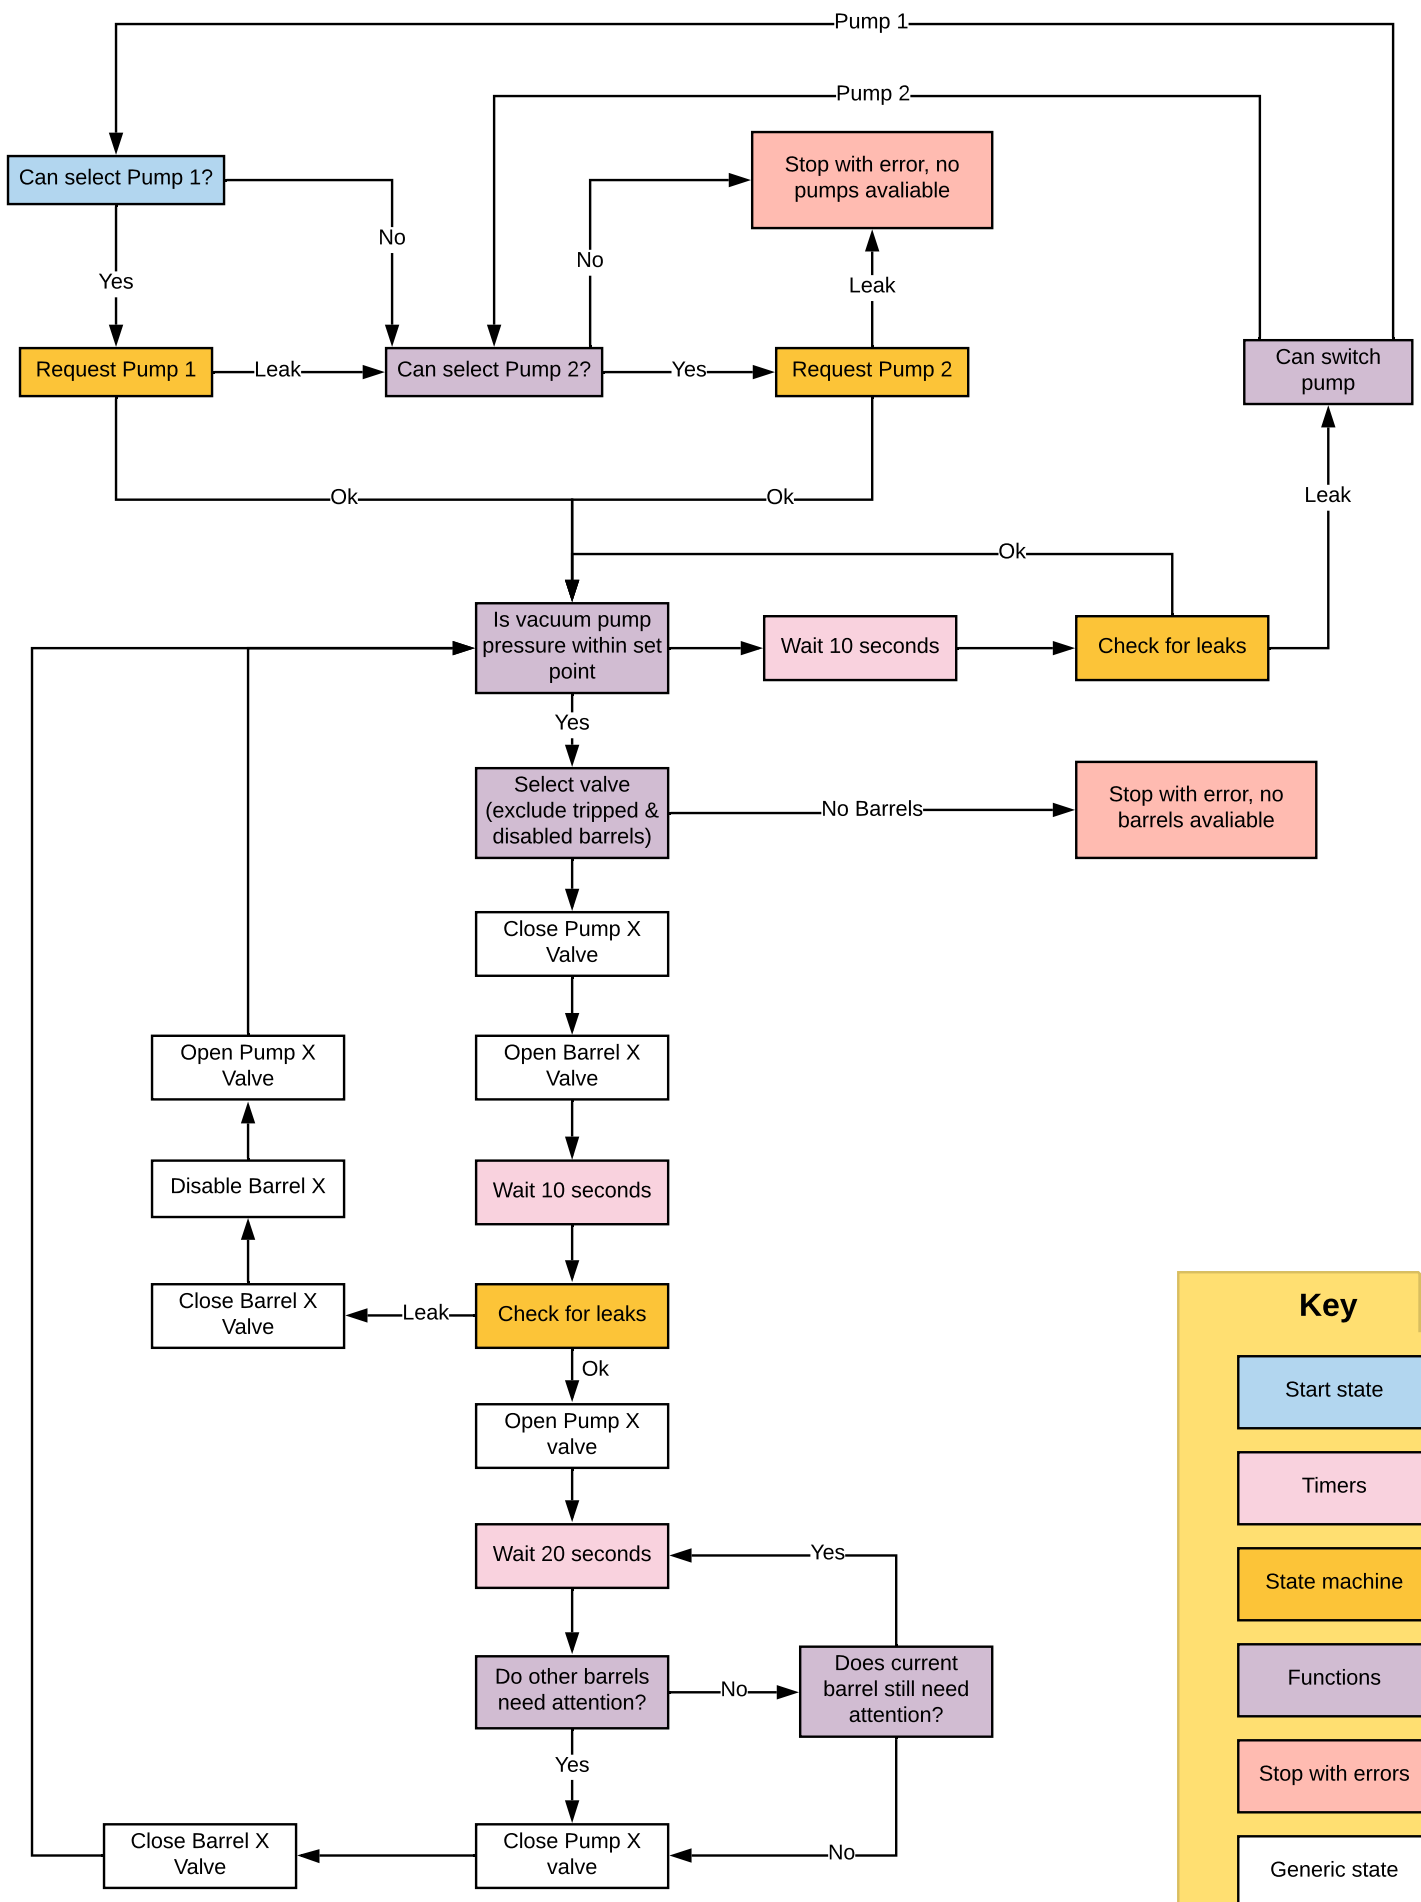 Pump 1
Pump 2
Can select Pump 1?
Stop with error, no
pumps avaliable
No
No
Yes
Leak
Request Pump 1
Leak
Can select Pump 2?
Yes
Request Pump 2
Can switch
pump
Ok
Ok
Leak
Ok
Is vacuum pump
pressure within set
point
Wait 10 seconds
Check for leaks
Yes
Select valve
(exclude tripped &
disabled barrels)
No Barrels
Stop with error, no
barrels avaliable
Close Pump X
Valve
Open Pump X
Valve
Open Barrel X
Valve
Disable Barrel X
Wait 10 seconds
Close Barrel X
Valve
Leak
Check for leaks
Ok
Open Pump X
valve
Wait 20 seconds
Yes
Do other barrels
need attention?
No
Does current
barrel still need
attention?
Yes
Close Barrel X
Valve
Close Pump X
valve
No
Key
Start state
Timers
State machine
Functions
Stop with errors
Generic state